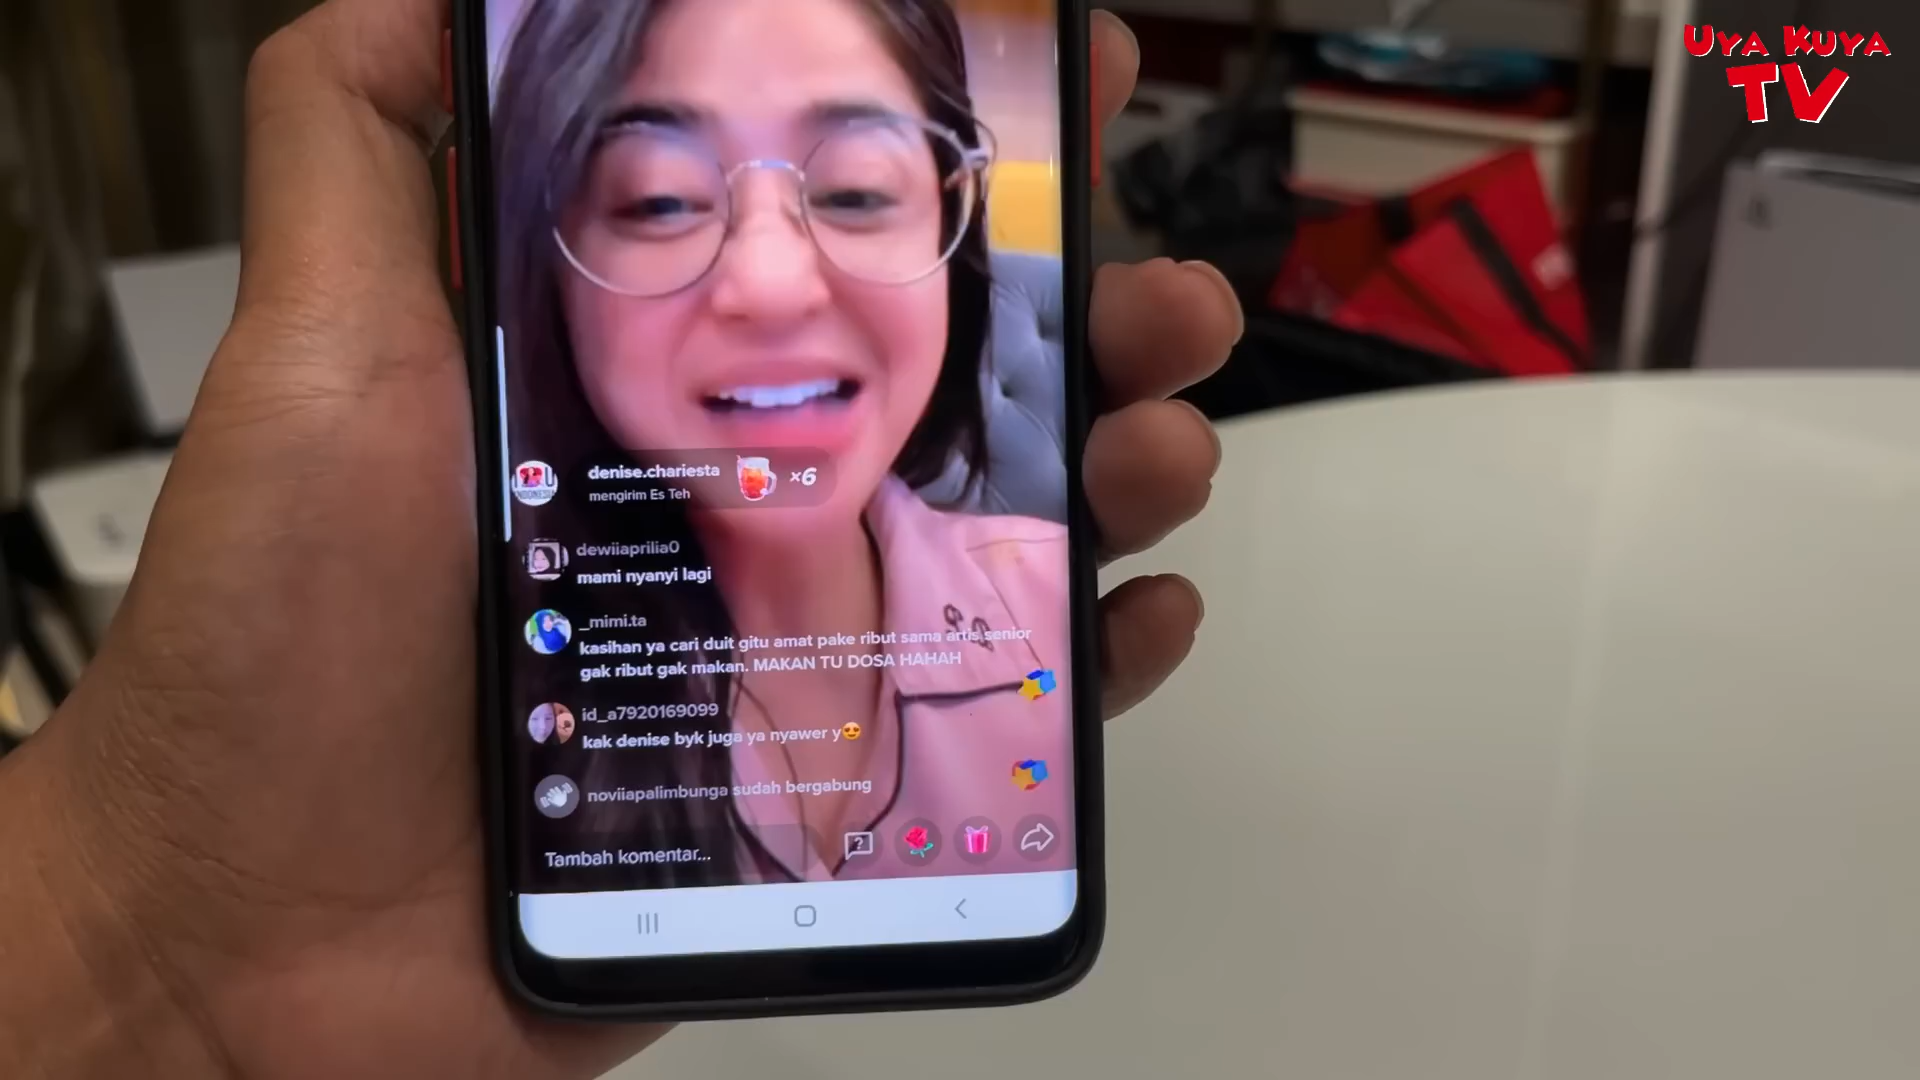 UYA KUYA
TV
denise.chariesta
mengirim Es Teh
×6
dewiiaprilia0
mami nyanyi lagi
_mimi.ta
kasihan ya cari duit gitu amat pake ribut sama artis senior
gak ribut gak makan. MAKAN TU DOSA HAHAH
id_a7920169099
kak denise byk juga ya nyawer y😍
noviiapalimbunga sudah bergabung
Tambah komentar...